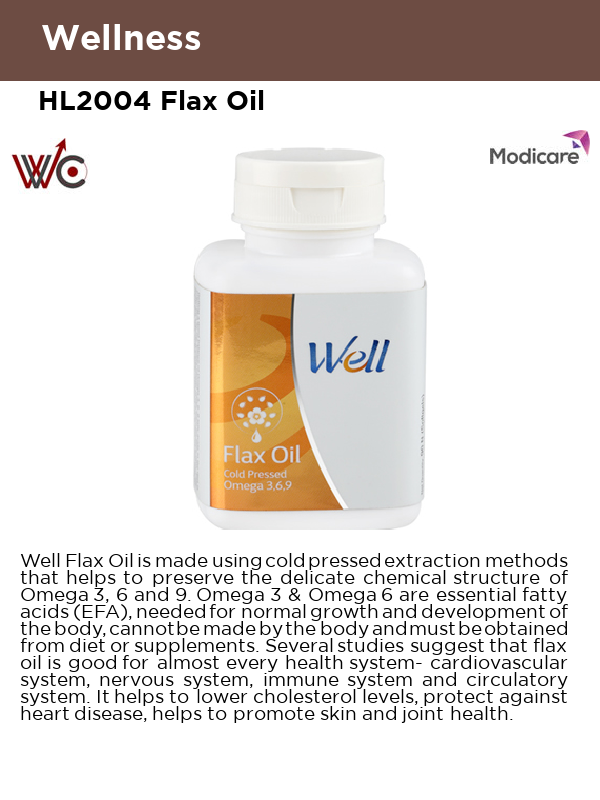 Wellness
HL2004 Flax Oil
WC
Modicare
Well
Flax Oil
Cold Pressed
Omega 3,6,9
Well Flax Oil is made using cold pressed extraction methods
that helps to preserve the delicate chemical structure of
Omega 3, 6 and 9. Omega 3 & Omega 6 are essential fatty
acids (EFA), needed for normal growth and development of
the body, cannot be made by the body and must be obtained
from diet or supplements. Several studies suggest that flax
oil is good for almost every health system- cardiovascular
system, nervous system, immune system and circulatory
system. It helps to lower cholesterol levels, protect against
heart disease, helps to promote skin and joint health.